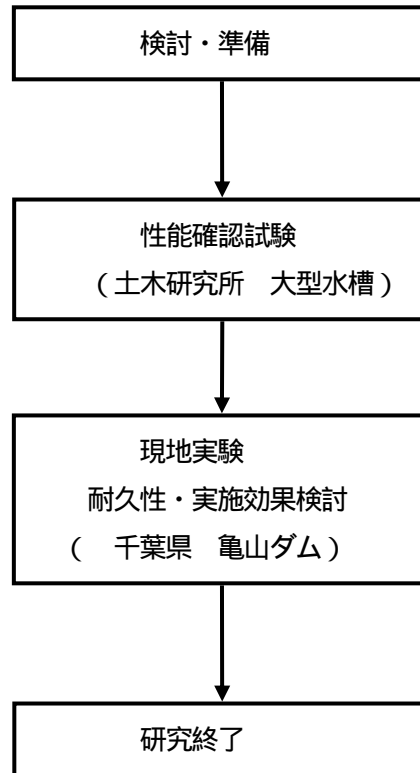 検討・準備
性能確認試験
（土木研究所　大型水槽）
現地実験
耐久性・実施効果検討
（　千葉県　亀山ダム）
研究終了